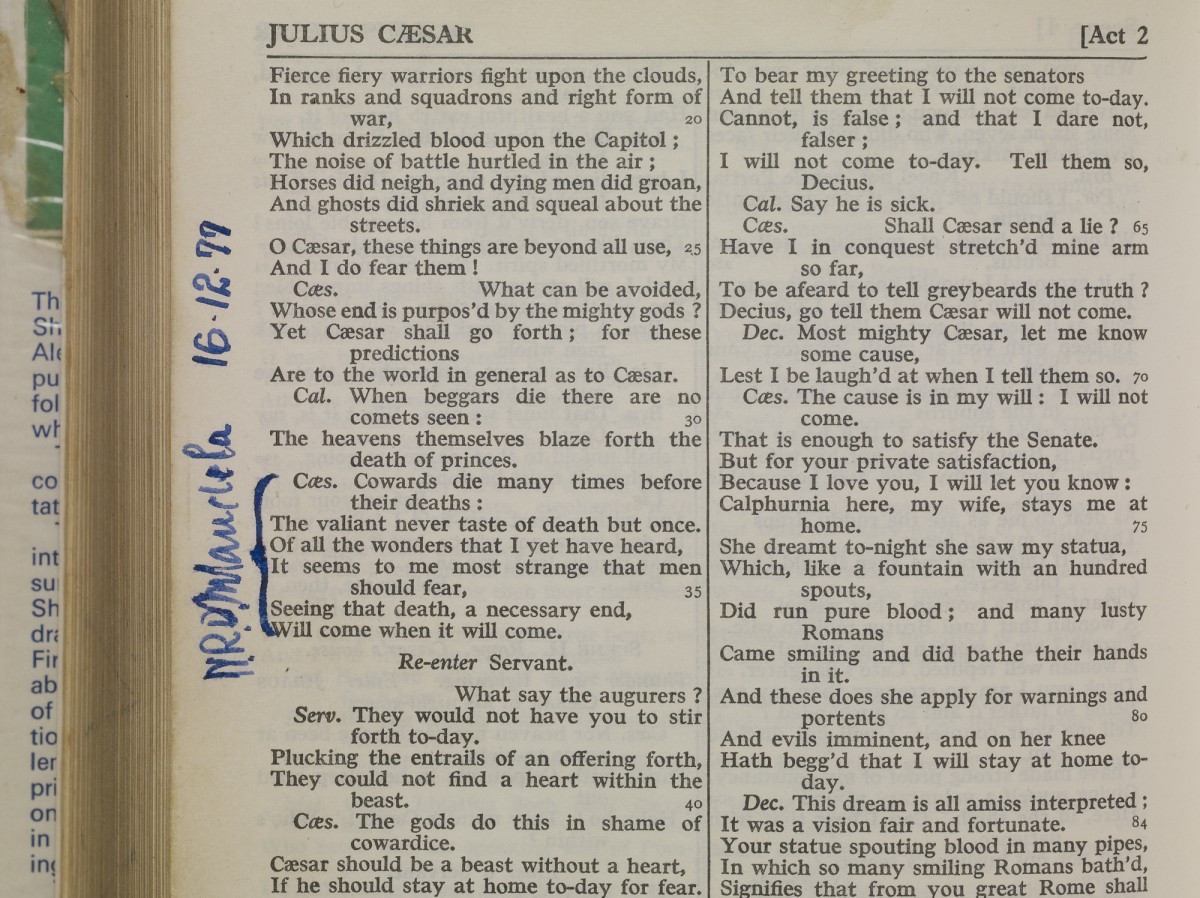 JULIUS CÆSAR
[Act 2
Fierce fiery warriors fight upon the clouds,
In ranks and squadrons and right form of
war, 20
Which drizzled blood upon the Capitol ;
The noise of battle hurtled in the air ;
Horses did neigh, and dying men did groan,
And ghosts did shriek and squeal about the
streets.
O Cæsar, these things are beyond all use, 25
And I do fear them !
Cæs. What can be avoided,
Whose end is purpos'd by the mighty gods ?
Yet Cæsar shall go forth ; for these
predictions
Are to the world in general as to Cæsar.
Cal. When beggars die there are no
comets seen : 30
The heavens themselves blaze forth the
death of princes.
Cæs. Cowards die many times before
their deaths :
The valiant never taste of death but once.
Of all the wonders that I yet have heard,
It seems to me most strange that men
should fear, 35
Seeing that death, a necessary end,
Will come when it will come.
Re-enter Servant.
What say the augurers ?
Serv. They would not have you to stir
forth to-day.
Plucking the entrails of an offering forth,
They could not find a heart within the
beast. 40
Cæs. The gods do this in shame of
cowardice.
Cæsar should be a beast without a heart,
If he should stay at home to-day for fear.
To bear my greeting to the senators
And tell them that I will not come to-day.
Cannot, is false ; and that I dare not,
falser ;
I will not come to-day. Tell them so,
Decius.
Cal. Say he is sick.
Cæs. Shall Cæsar send a lie ? 65
Have I in conquest stretch'd mine arm
so far,
To be afeard to tell greybeards the truth ?
Decius, go tell them Cæsar will not come.
Dec. Most mighty Cæsar, let me know
some cause,
Lest I be laugh'd at when I tell them so. 70
Cæs. The cause is in my will : I will not
come.
That is enough to satisfy the Senate.
But for your private satisfaction,
Because I love you, I will let you know :
Calphurnia here, my wife, stays me at
home. 75
She dreamt to-night she saw my statua,
Which, like a fountain with an hundred
spouts,
Did run pure blood ; and many lusty
Romans
Came smiling and did bathe their hands
in it.
And these does she apply for warnings and
portents 80
And evils imminent, and on her knee
Hath begg'd that I will stay at home to-
day.
Dec. This dream is all amiss interpreted ;
It was a vision fair and fortunate. 84
Your statue spouting blood in many pipes,
In which so many smiling Romans bath'd,
Signifies that from you great Rome shall
NRDMandela 16.12.77